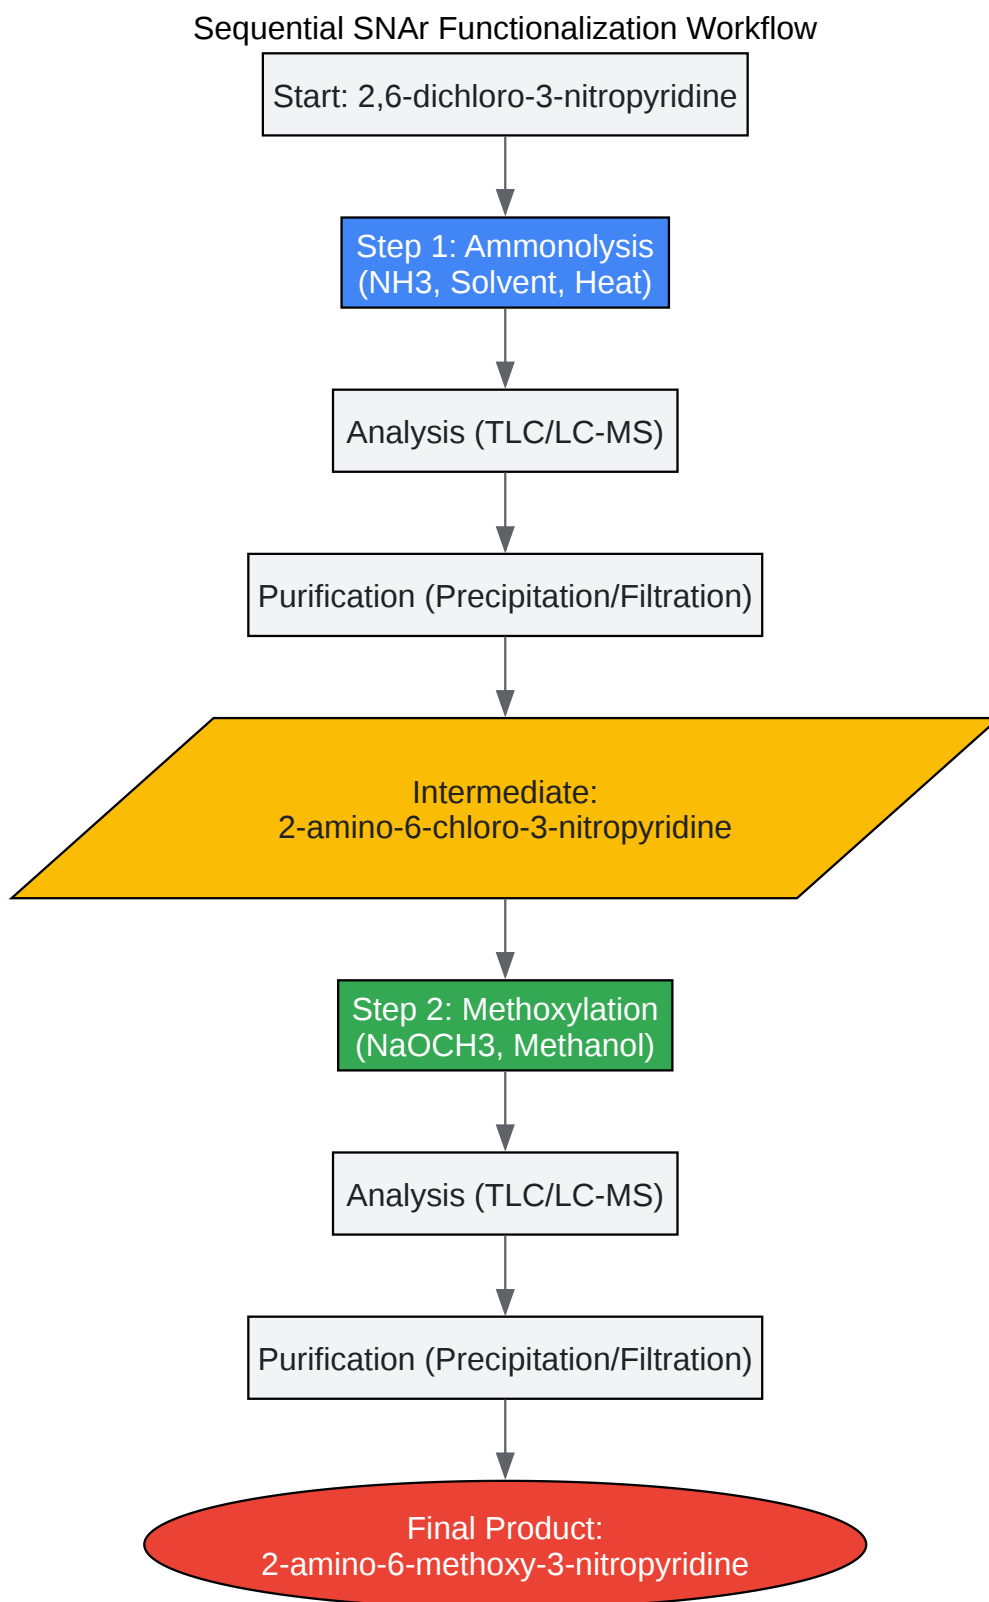 Sequential SNAr Functionalization Workflow
Start: 2,6-dichloro-3-nitropyridine
Step 1: Ammonolysis
(NH3, Solvent, Heat)
Analysis (TLC/LC-MS)
Purification (Precipitation/Filtration)
Intermediate:
2-amino-6-chloro-3-nitropyridine
Step 2: Methoxylation
(NaOCH3, Methanol)
Analysis (TLC/LC-MS)
Purification (Precipitation/Filtration)
Final Product:
2-amino-6-methoxy-3-nitropyridine